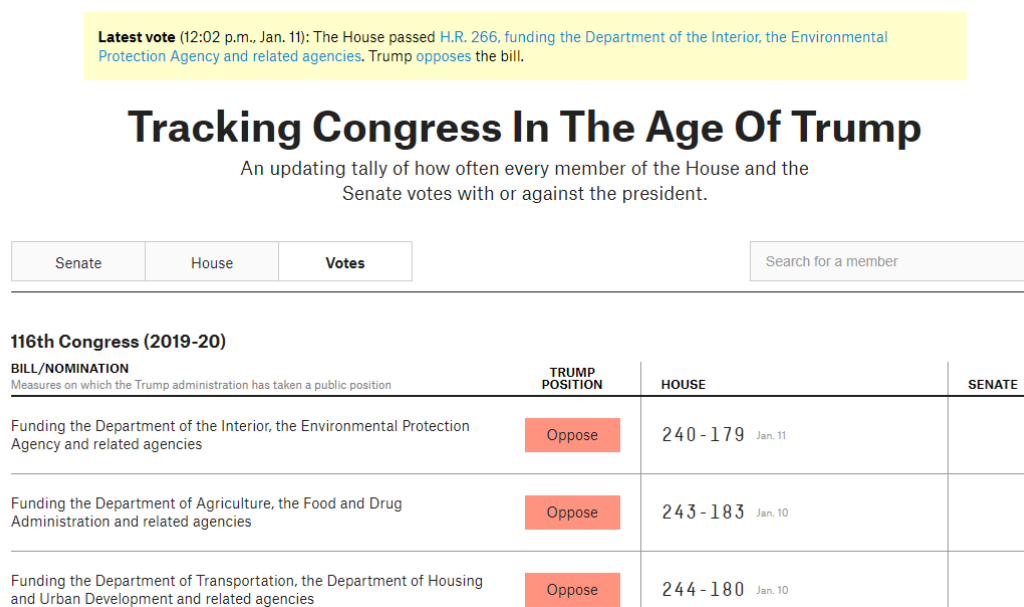 Latest vote (12:02 p.m., Jan. 11): The House passed H.R. 266, funding the Department of the Interior, the Environmental
Protection Agency and related agencies. Trump opposes the bill.
Tracking Congress In The Age Of Trump
An updating tally of how often every member of the House and the
Senate votes with or against the president.
Senate House Votes Search for a member
116th Congress (2019-20)
BILL/NOMINATION
Measures on which the Trump administration has taken a public position
TRUMP
POSITION
HOUSE
SENATE
Funding the Department of the Interior, the Environmental Protection
Agency and related agencies
Oppose
240-179 Jan. 11
Funding the Department of Agriculture, the Food and Drug
Administration and related agencies
Oppose
243-183 Jan. 10
Funding the Department of Transportation, the Department of Housing
and Urban Development and related agencies
Oppose
244-180 Jan. 10